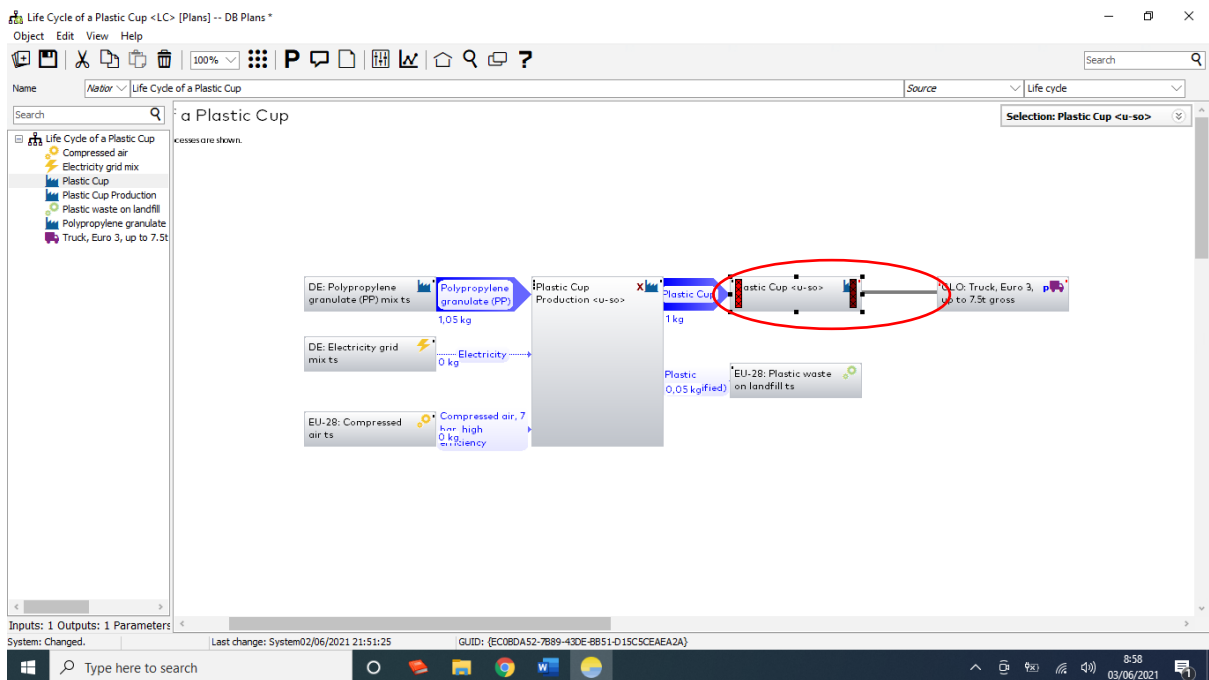 Life Cycle of a Plastic Cup <LC> [Plans] -- DB Plans *
Object Edit View Help
100%
P
?
Search
Name
Nation
Life Cycle of a Plastic Cup
Source
Life cycle
Search
a Plastic Cup
Selection: Plastic Cup <u-so>
cesses are shown.
Life Cycle of a Plastic Cup
Compressed air
Electricity grid mix
Plastic Cup
Plastic Cup Production
Plastic waste on landfill
Polypropylene granulate
Truck, Euro 3, up to 7.5t
DE: Polypropylene
granulate (PP) mix ts
Polypropylene
granulate (PP)
1,05 kg
Plastic Cup
Production <u-so>
X
Plastic Cup
1 kg
astic Cup <u-so>
GLO: Truck, Euro 3,
up to 7.5t gross
p
DE: Electricity grid
mix ts
Electricity
0 kg
Plastic
0,05 kg
ified)
EU-28: Plastic waste
on landfill ts
EU-28: Compressed
air ts
Compressed air, 7
bar, high
0 kg
efficiency
Inputs: 1 Outputs: 1 Parameters
System: Changed.
Last change: System02/06/2021 21:51:25
GUID: {EC0BDA52-7B89-43DE-BB51-D15C5CEAEA2A}
Type here to search
8:58
03/06/2021
1